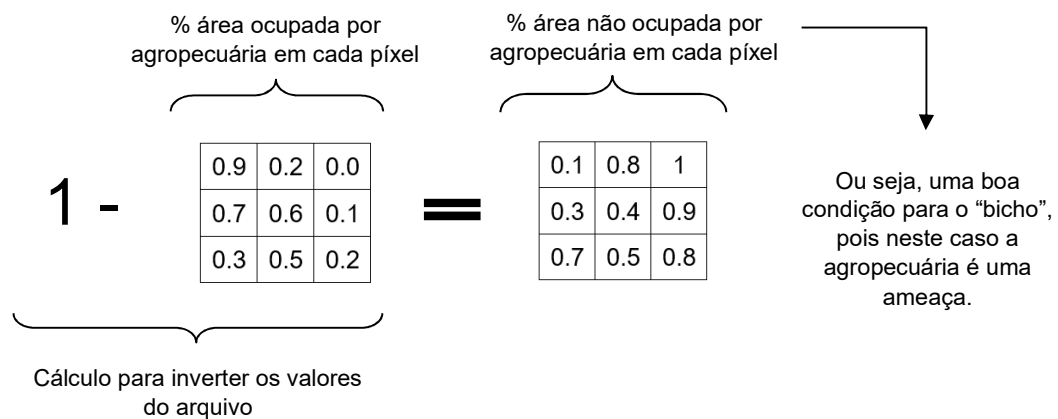 % área ocupada por
agropecuária em cada píxel
% área não ocupada por
agropecuária em cada píxel
1 -
0.9 0.2 0.0
0.7 0.6 0.1
0.3 0.5 0.2
=
0.1 0.8 1
0.3 0.4 0.9
0.7 0.5 0.8
Ou seja, uma boa
condição para o “bicho”,
pois neste caso a
agropecuária é uma
ameaça.
Cálculo para inverter os valores
do arquivo